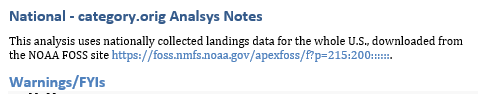 National - category.orig Analsys Notes
This analysis uses nationally collected landings data for the whole U.S., downloaded from
the NOAA FOSS site https://foss.nmfs.noaa.gov/apexfoss/f?p=215:200::::::.
Warnings/FYIs